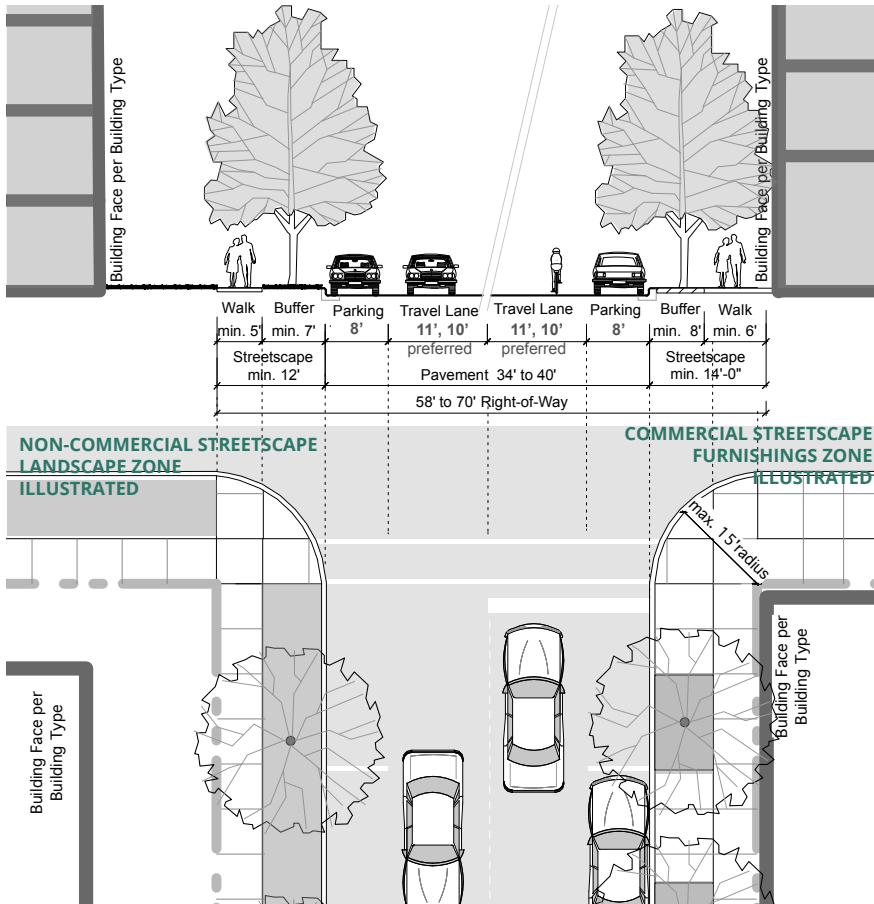 Building Face per Building Type
Building Face per Building Type
Walk
min. 5'
Buffer
min. 7'
Parking
8'
Travel Lane
11', 10'
preferred
Travel Lane
11', 10'
preferred
Parking
8'
Buffer
min. 8'
Walk
min. 6'
Streetscape
min. 12'
Pavement 34' to 40'
Streetscape
min. 14'-0"
58' to 70' Right-of-Way
NON-COMMERCIAL STREETSCAPE
LANDSCAPE ZONE
ILLUSTRATED
COMMERCIAL STREETSCAPE
FURNISHINGS ZONE
ILLUSTRATED
max. 15'radius
Building Face per
Building Type
Building Face per
Building Type